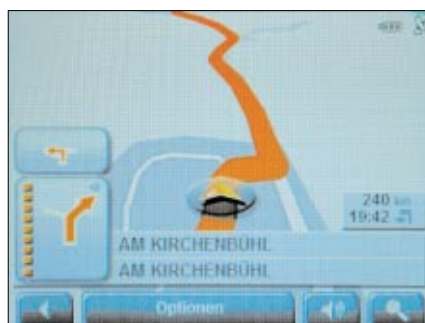 240 km
19:42
AM KIRCHENBÜHL
AM KIRCHENBÜHL
Optionen